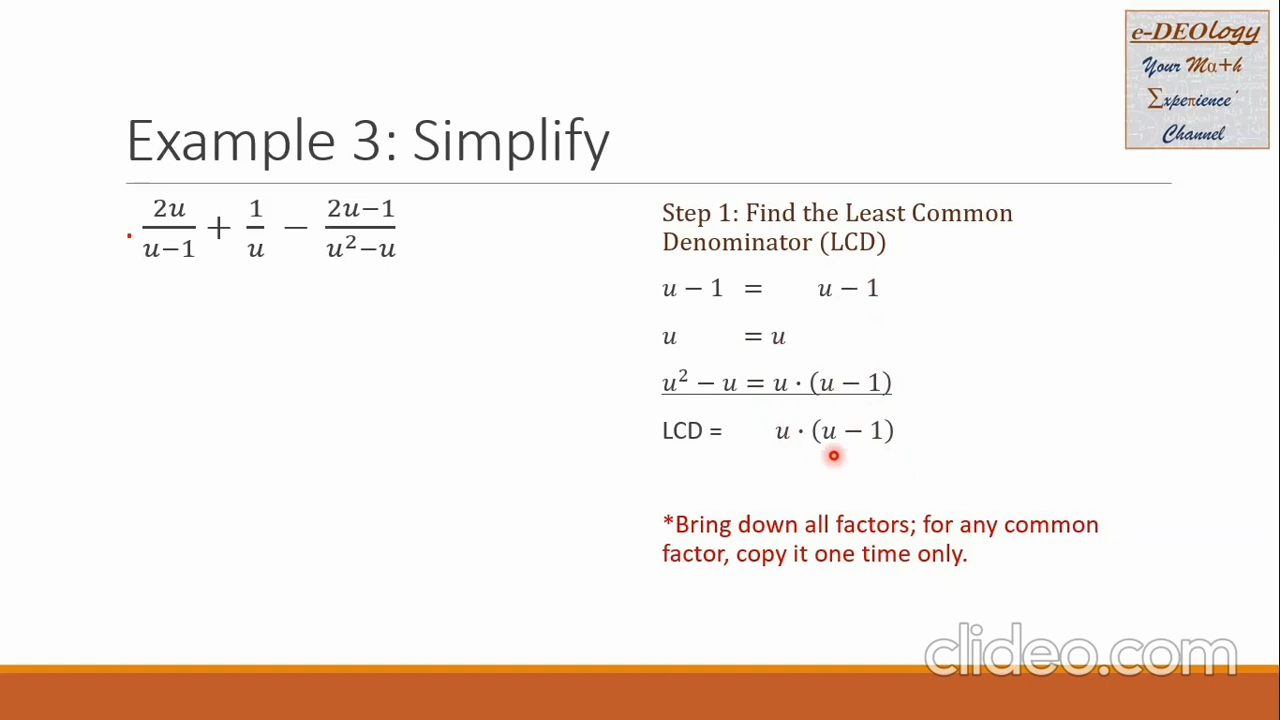 e-DEOlogy
Your Mα+h
Σxpeπience'
Channel
Example 3: Simplify
. 2u/(u−1) + 1/u − (2u−1)/(u²−u)
Step 1: Find the Least Common
Denominator (LCD)
u − 1 = u − 1
u = u
u² − u = u · (u − 1)
LCD = u · (u − 1)
*Bring down all factors; for any common
factor, copy it one time only.
clideo.com